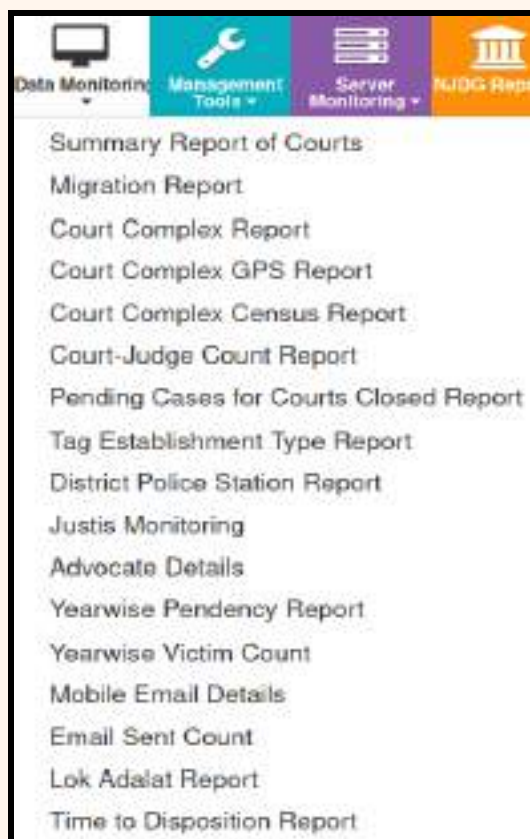 Data Monitoring
Management Tools
Server Monitoring
NJDG
Summary Report of Courts
Migration Report
Court Complex Report
Court Complex GPS Report
Court Complex Census Report
Court-Judge Count Report
Pending Cases for Courts Closed Report
Tag Establishment Type Report
District Police Station Report
Justis Monitoring
Advocate Details
Yearwise Pendency Report
Yearwise Victim Count
Mobile Email Details
Email Sent Count
Lok Adalat Report
Time to Disposition Report